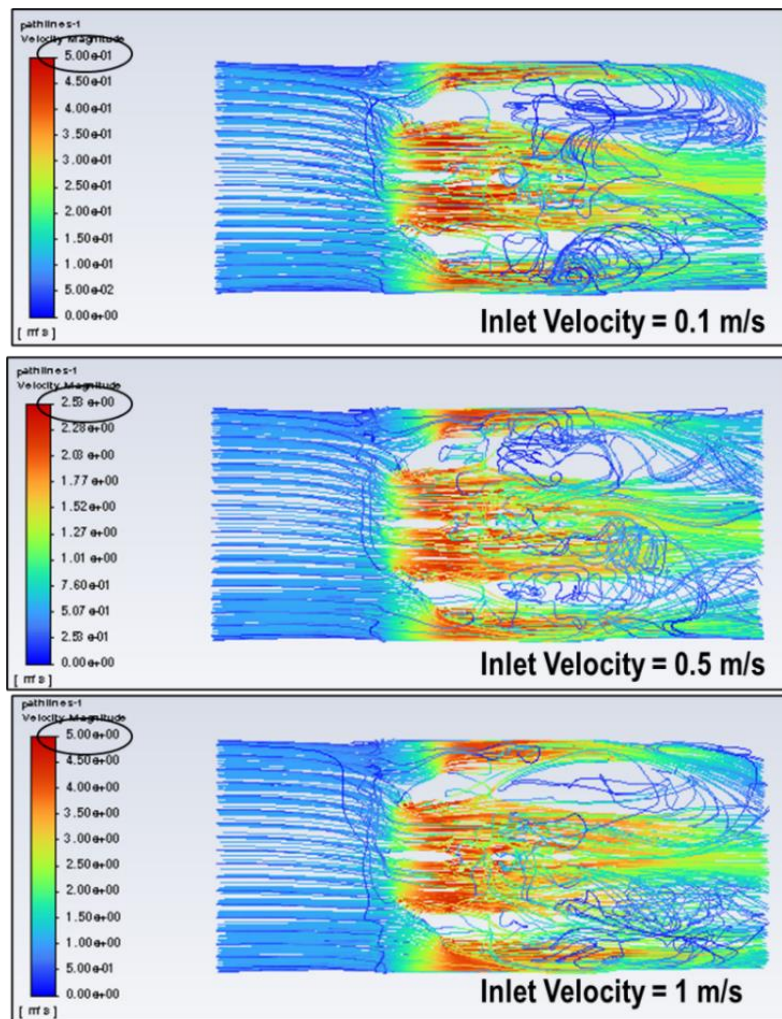 pathlines-1
Velocity Magnitude
5.00e-01
4.50e-01
4.00e-01
3.50e-01
3.00e-01
2.50e-01
2.00e-01
1.50e-01
1.00e-01
5.00e-02
0.00e+00
[ m/s ]
Inlet Velocity = 0.1 m/s
pathlines-1
Velocity Magnitude
2.53e+00
2.28e+00
2.03e+00
1.77e+00
1.52e+00
1.27e+00
1.01e+00
7.60e-01
5.07e-01
2.53e-01
0.00e+00
[ m/s ]
Inlet Velocity = 0.5 m/s
pathlines-1
Velocity Magnitude
5.00e+00
4.50e+00
4.00e+00
3.50e+00
3.00e+00
2.50e+00
2.00e+00
1.50e+00
1.00e+00
5.00e-01
0.00e+00
[ m/s ]
Inlet Velocity = 1 m/s